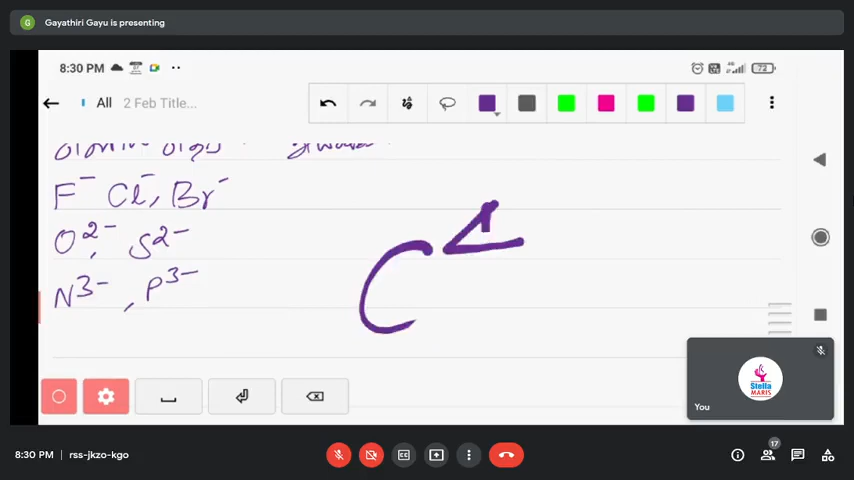 G Gayathiri Gayu is presenting
8:30 PM
72
All 2 Feb Title...
F⁻ Cl⁻, Br⁻
O²⁻, S²⁻
N³⁻, P³⁻
C⁴
Stella
MARIS
You
8:30 PM | rss-jkzo-kgo
17